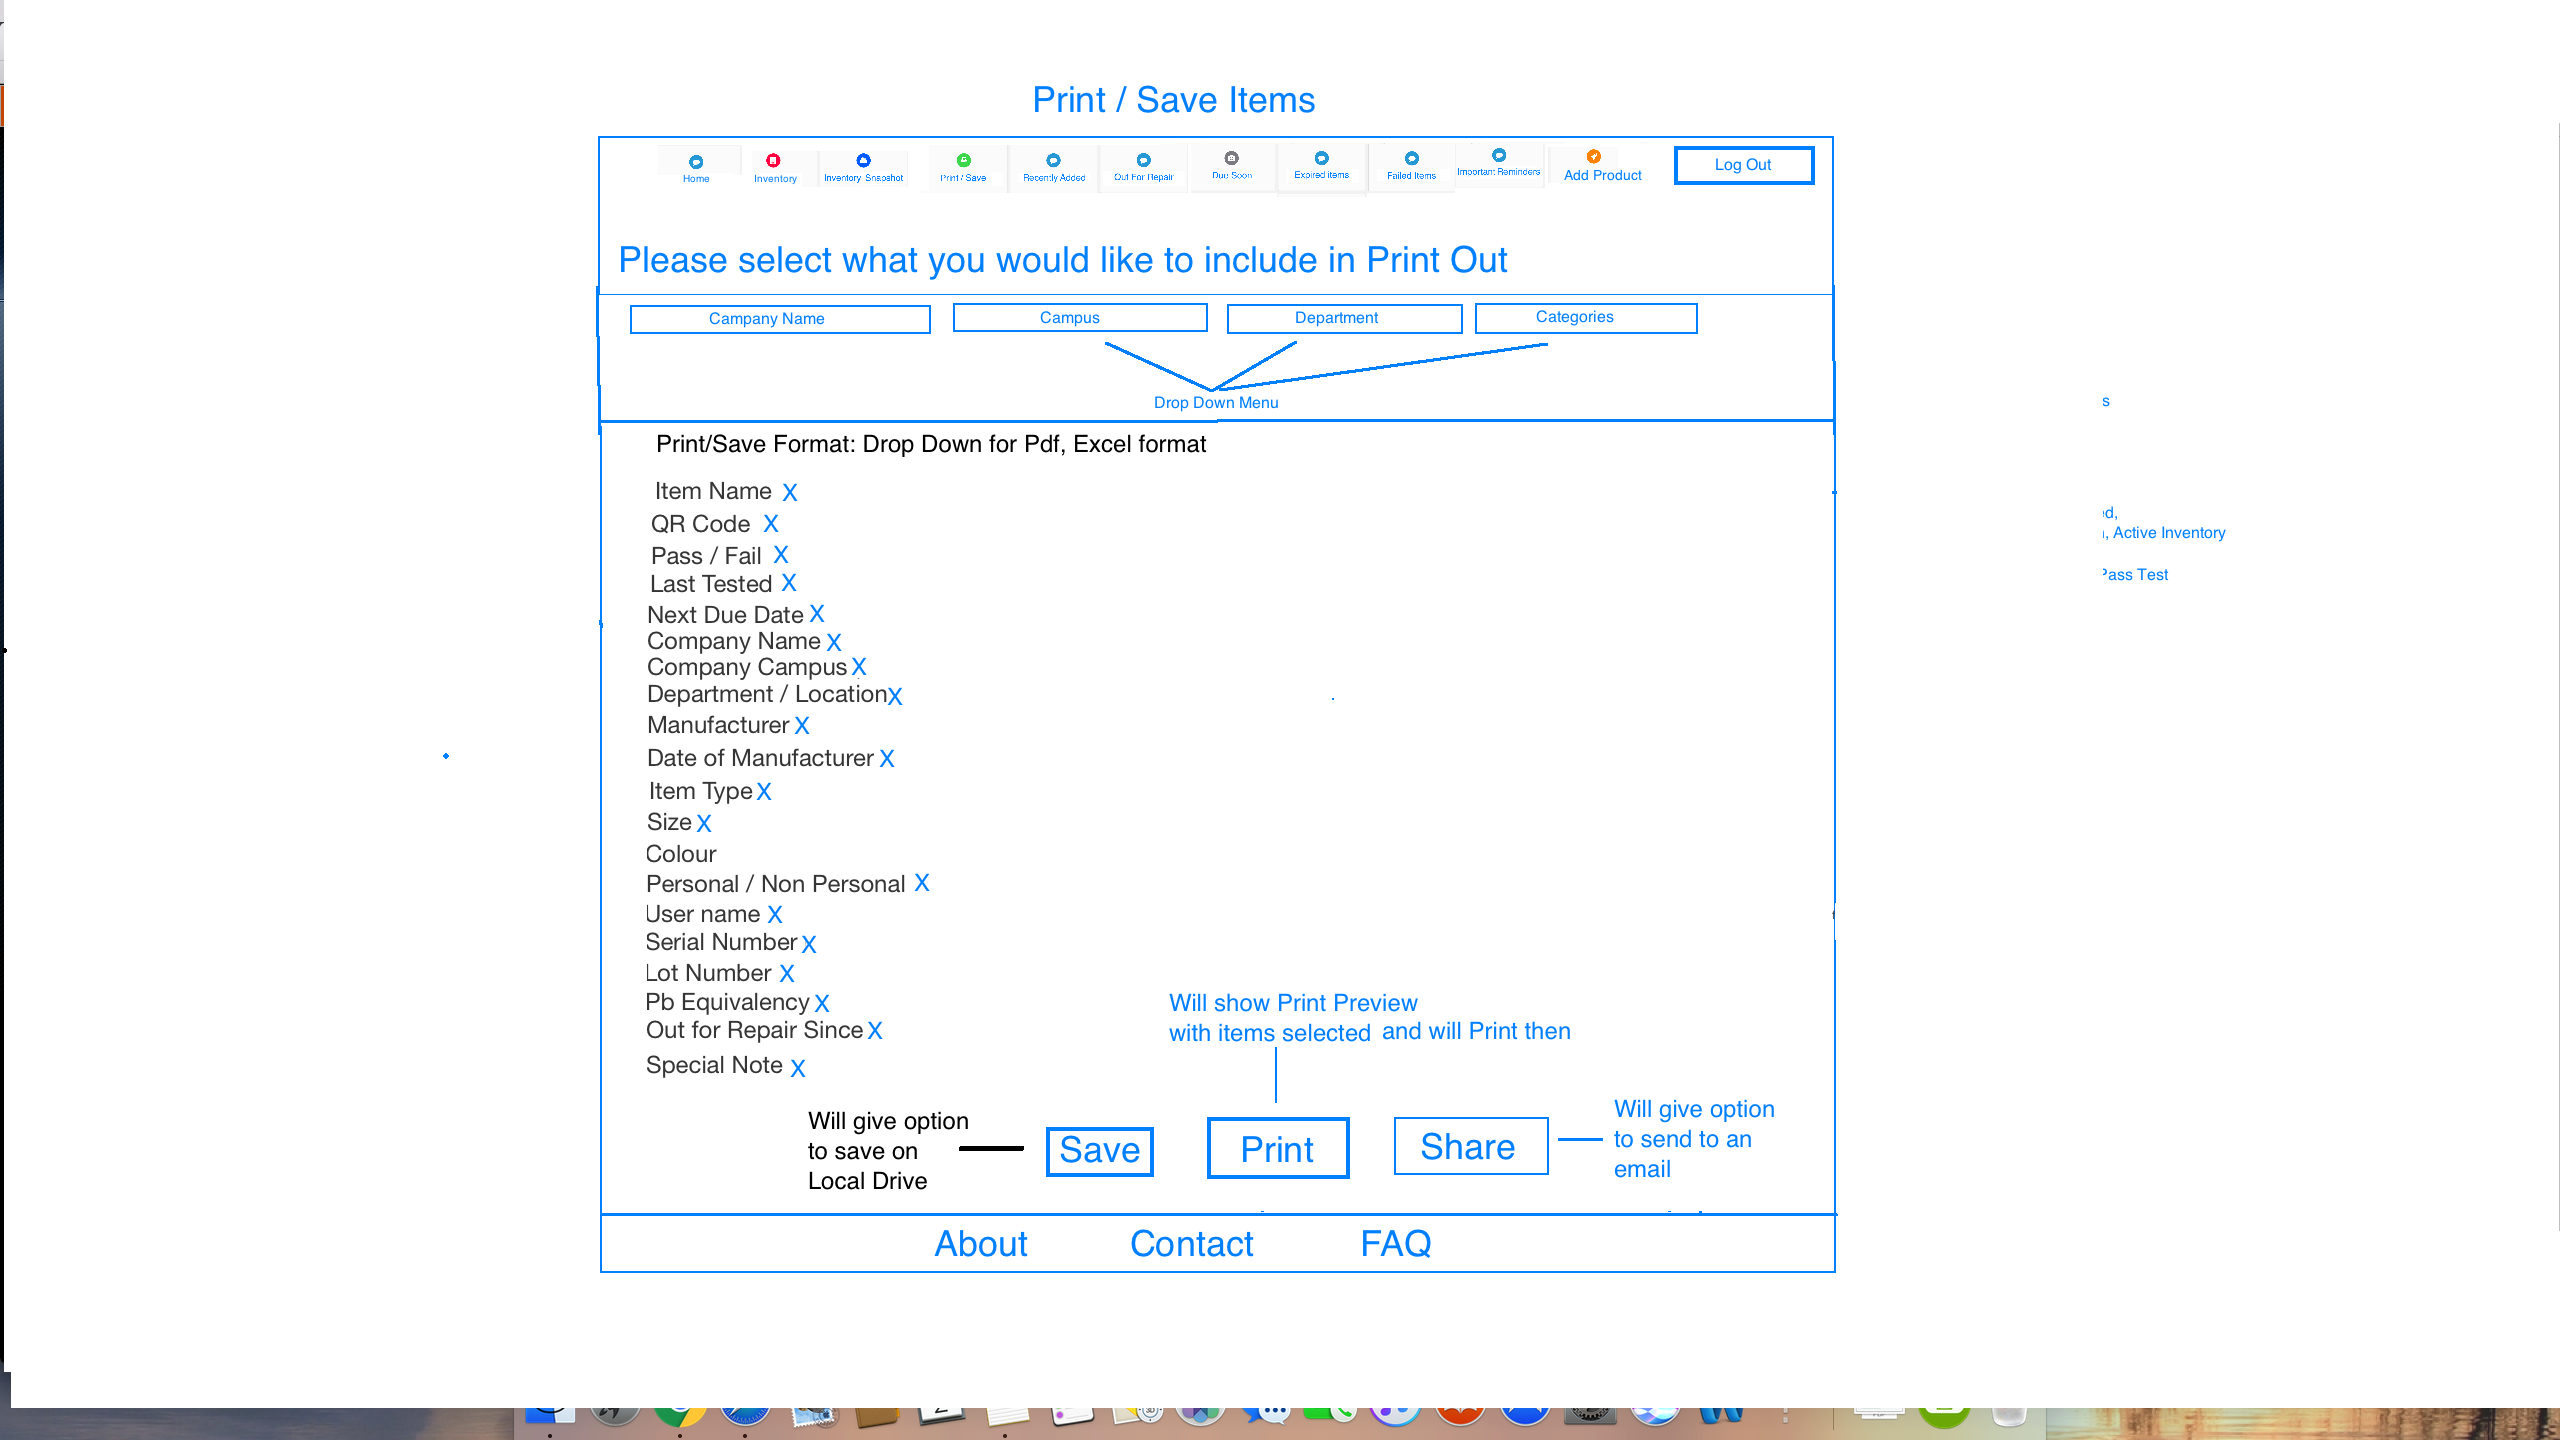 Print / Save Items
Home Inventory Inventory Snapshot Print / Save Recently Added Out For Repair Due Soon Expired items Failed Items Important Reminders Add Product Log Out
Please select what you would like to include in Print Out
Campany Name Campus Department Categories
Drop Down Menu
s
Print/Save Format: Drop Down for Pdf, Excel format
Item Name X
QR Code X
ed,
, Active Inventory
Pass / Fail X
Pass Test
Last Tested X
Next Due Date X
Company Name X
Company Campus X
Department / Location X
Manufacturer X
Date of Manufacturer X
Item Type X
Size X
Colour
Personal / Non Personal X
User name X
Serial Number X
Lot Number X
Pb Equivalency X
Out for Repair Since X
Special Note X
Will show Print Preview
with items selected and will Print then
Will give option
to save on
Local Drive
Save
Print
Share
Will give option
to send to an
email
About Contact FAQ
2